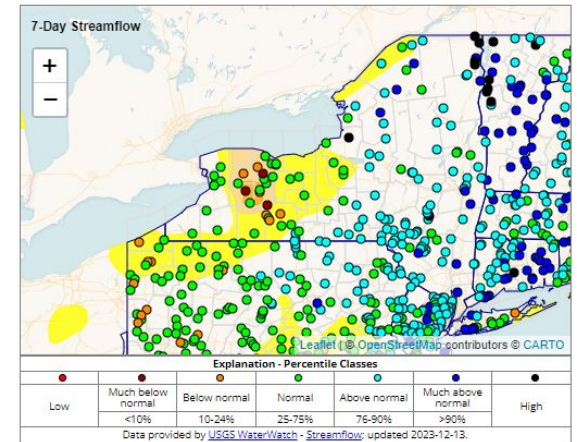 7-Day Streamflow
+
−
Leaflet | © OpenStreetMap contributors © CARTO
Explanation - Percentile Classes
Low
Much below normal
Below normal
Normal
Above normal
Much above normal
High
<10%
10-24%
25-75%
76-90%
>90%
Data provided by USGS WaterWatch - Streamflow; updated 2023-12-13.